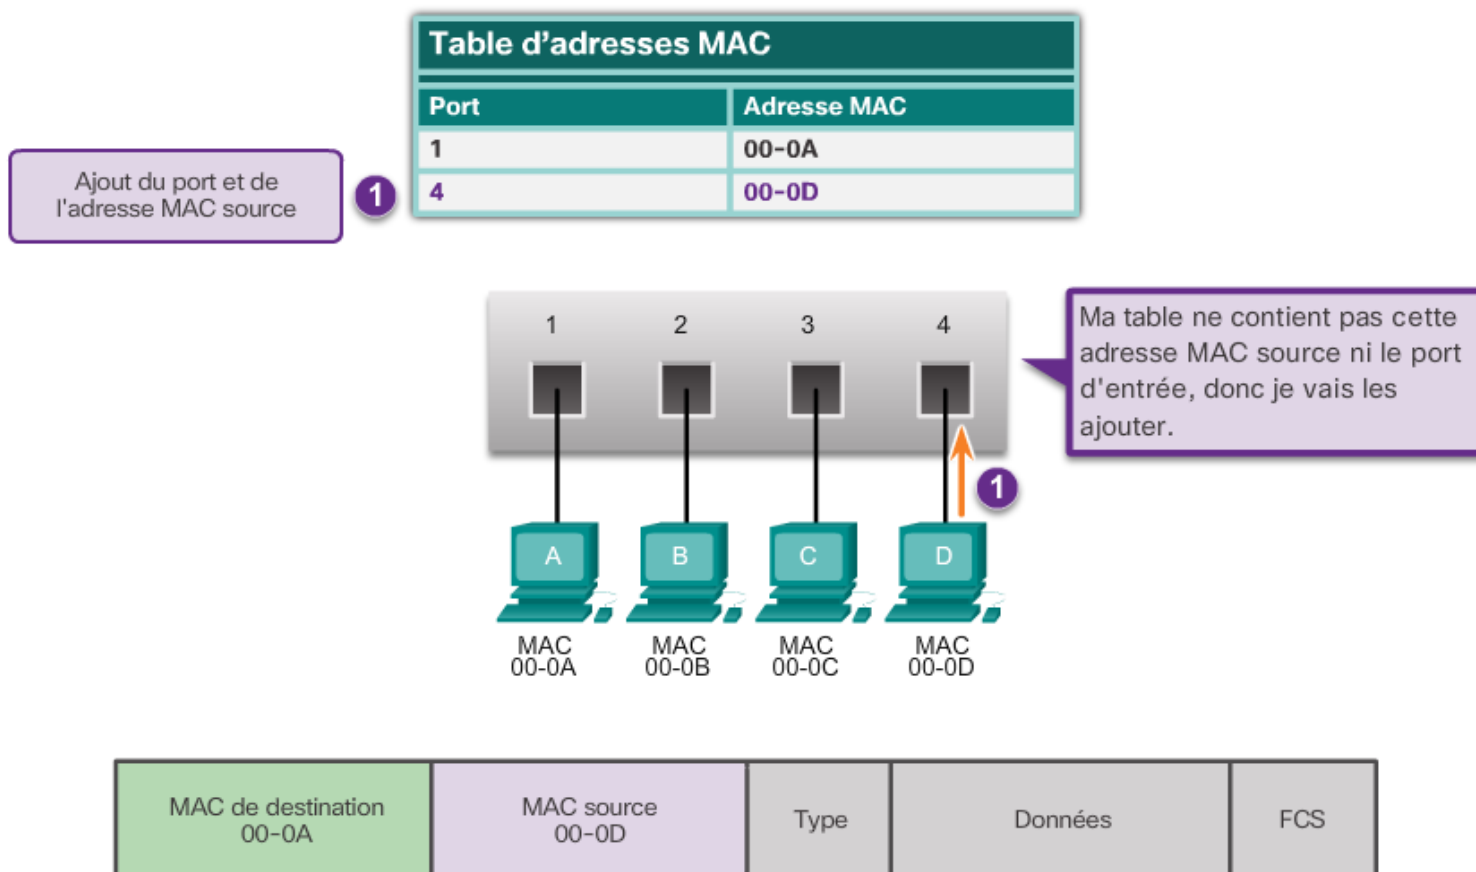 Table d'adresses MAC
Port Adresse MAC
1 00-0A
4 00-0D
Ajout du port et de
l'adresse MAC source
1
1 2 3 4
Ma table ne contient pas cette
adresse MAC source ni le port
d'entrée, donc je vais les
ajouter.
1
A B C D
MAC MAC MAC MAC
00-0A 00-0B 00-0C 00-0D
MAC de destination
00-0A
MAC source
00-0D
Type
Données
FCS